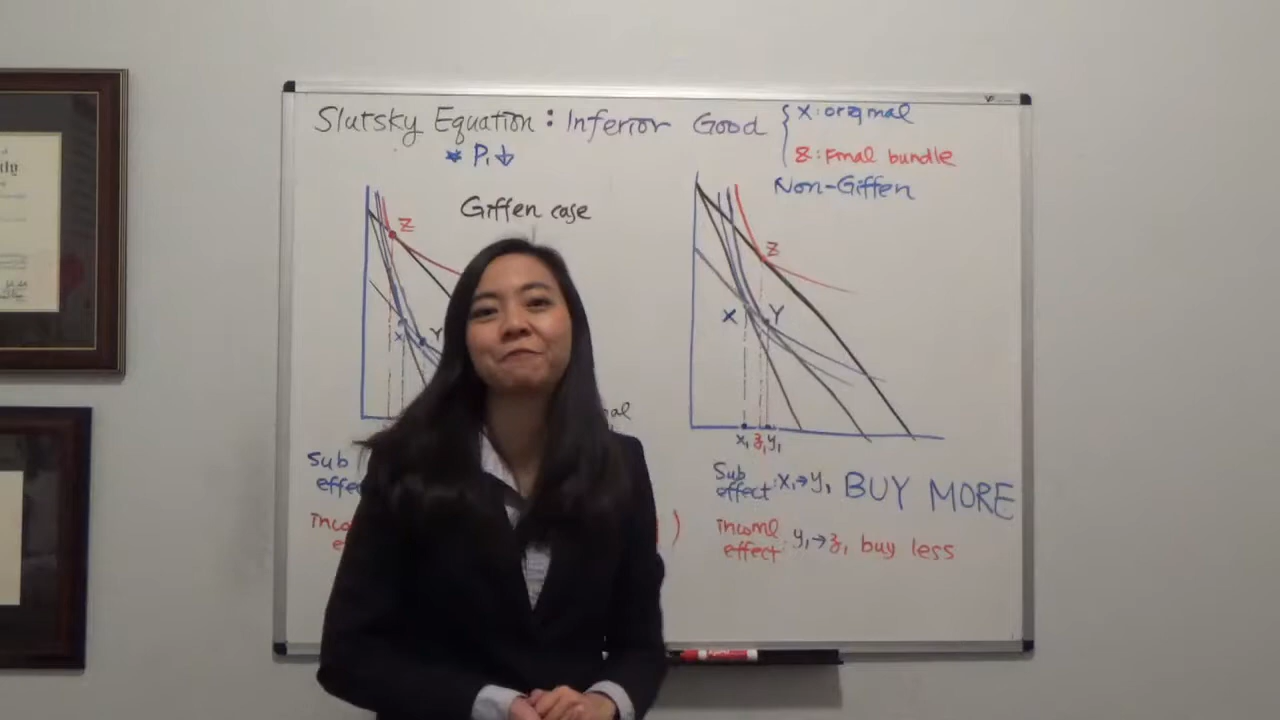 Slutsky Equation: Inferior Good
* P₁↓
{ X: original
Z: Final bundle
Giffen case
Non-Giffen
Z
X
Y
Z
X
Y
x₁ z₁ y₁
Sub
effect: x₁→y₁ BUY MORE
income
effect: y₁→z₁ buy less
Sub
)